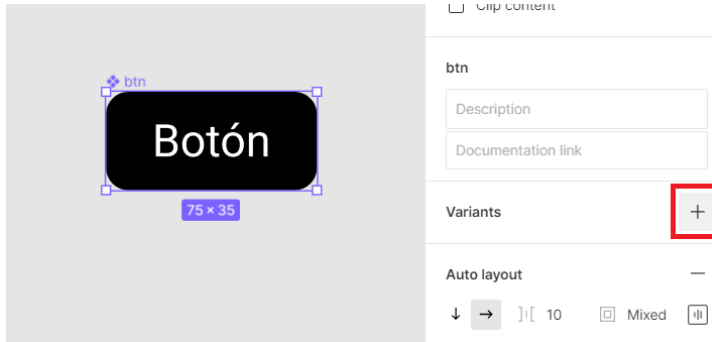 Clip content
btn
btn
Description
Botón
Documentation link
75 × 35
Variants
Auto layout
10 Mixed